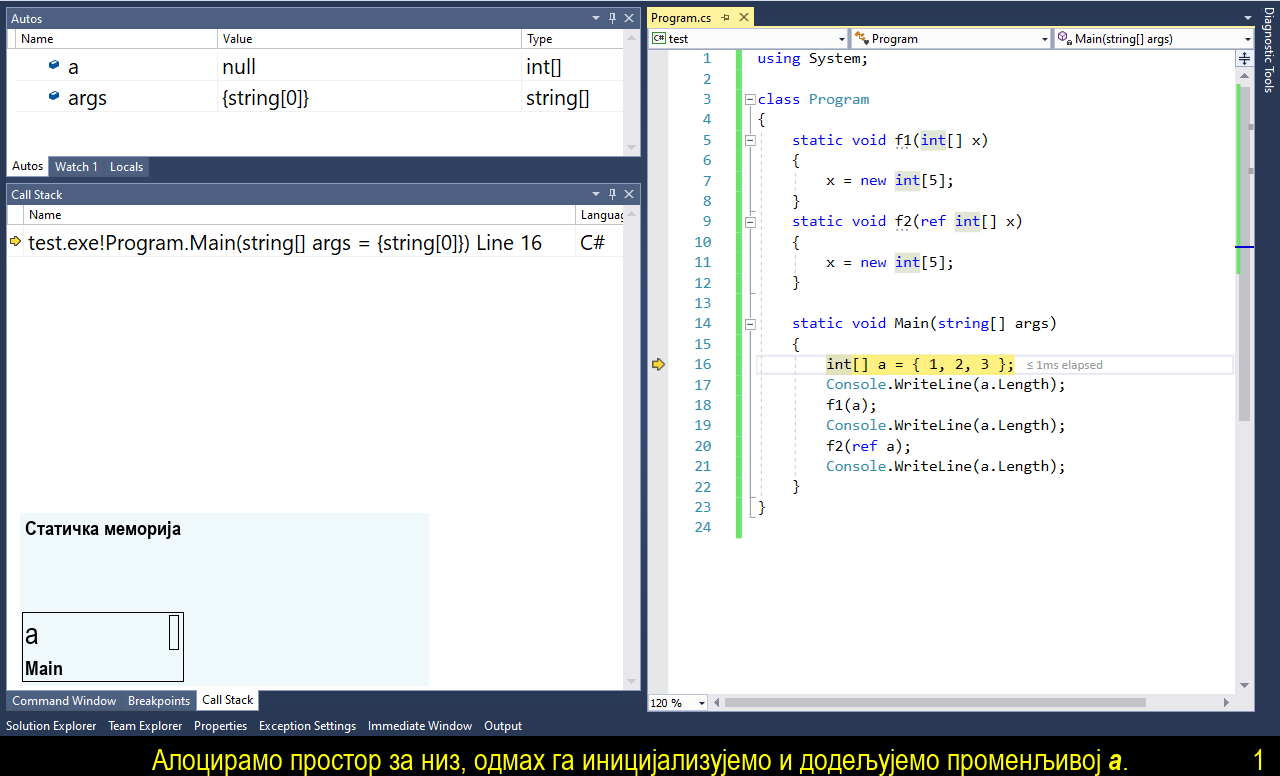 Autos
Name Value Type
a null int[]
args {string[0]} string[]
Autos Watch 1 Locals
Call Stack
Name Languag
test.exe!Program.Main(string[] args = {string[0]}) Line 16 C#
Статичка меморија
a
Main
Command Window Breakpoints Call Stack
Solution Explorer Team Explorer Properties Exception Settings Immediate Window Output
Program.cs
C# test Program Main(string[] args)
1 using System;
2
3 class Program
4 {
5 static void f1(int[] x)
6 {
7 x = new int[5];
8 }
9 static void f2(ref int[] x)
10 {
11 x = new int[5];
12 }
13
14 static void Main(string[] args)
15 {
16 int[] a = { 1, 2, 3 }; ≤ 1ms elapsed
17 Console.WriteLine(a.Length);
18 f1(a);
19 Console.WriteLine(a.Length);
20 f2(ref a);
21 Console.WriteLine(a.Length);
22 }
23 }
24
120 %
Diagnostic Tools
Алоцирамо простор за низ, одмах га иницијализујемо и додељујемо променљивој a. 1